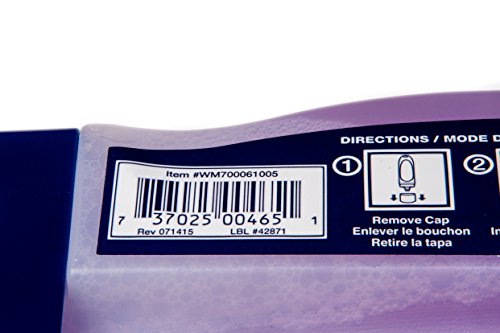 DIRECTIONS / MODE D
Item #WM700061005
7 37025 00465 1
Rev 071415 LBL #42871
1
Remove Cap
Enlever le bouchon
Retire la tapa
2